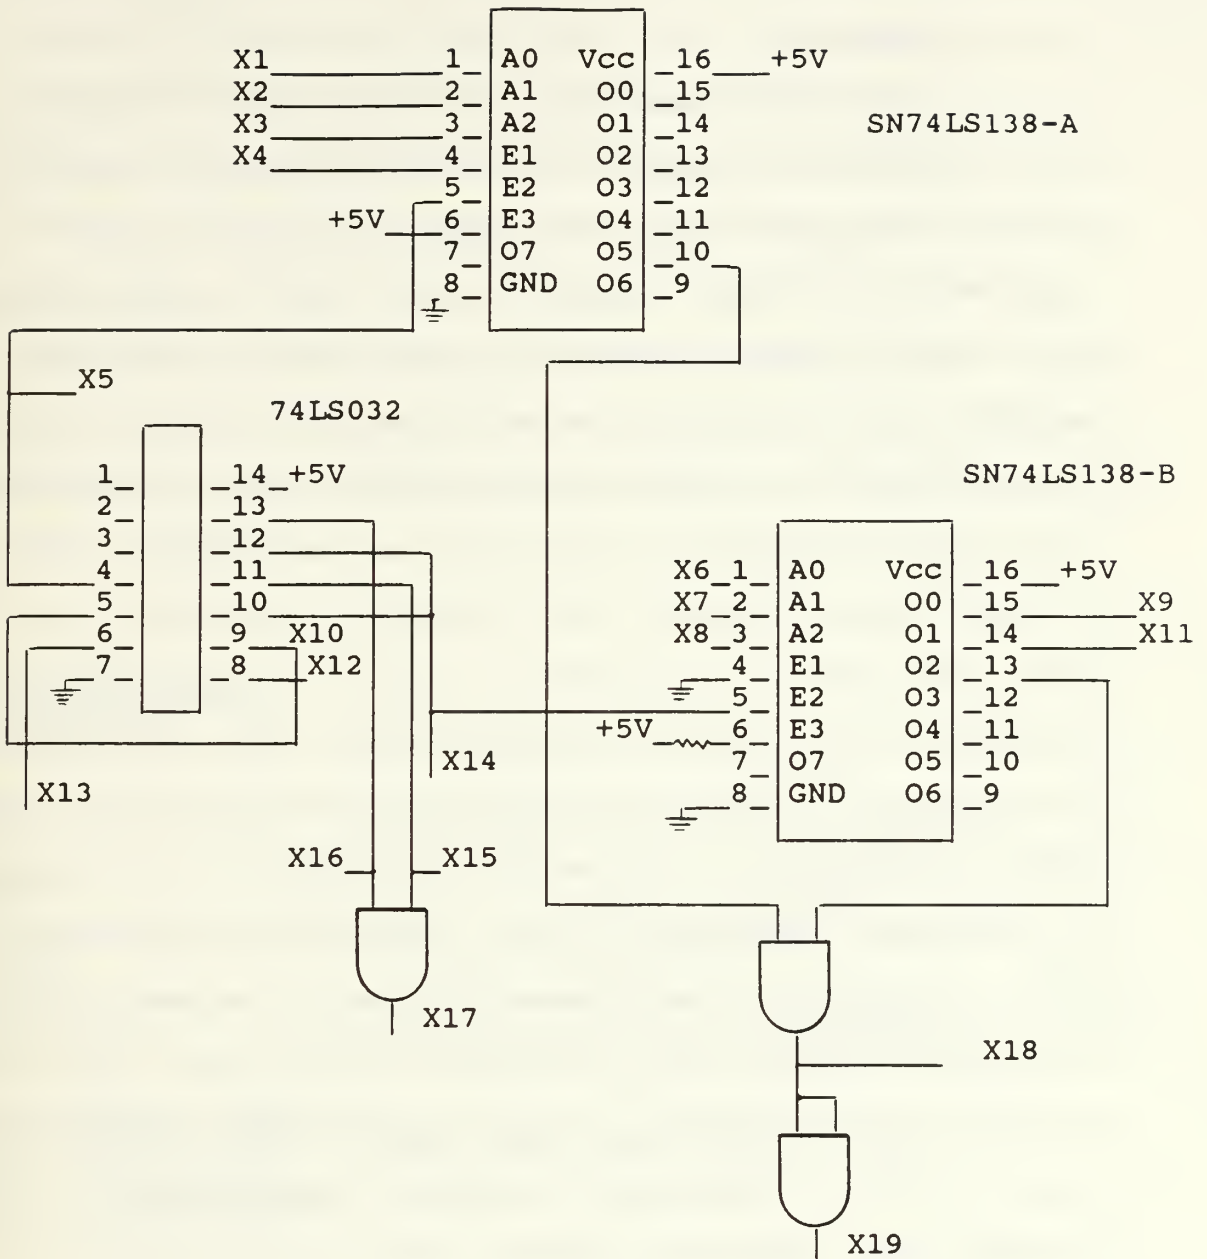 X1 1 A0 Vcc 16 +5V
X2 2 A1 O0 15
X3 3 A2 O1 14 SN74LS138-A
X4 4 E1 O2 13
5 E2 O3 12
+5V 6 E3 O4 11
7 O7 O5 10
8 GND O6 9
X5
74LS032
1 14 +5V
2 13
3 12
4 11
5 10
6 9 X10
7 8 X12
X13
X14
SN74LS138-B
X6 1 A0 Vcc 16 +5V
X7 2 A1 O0 15 X9
X8 3 A2 O1 14 X11
4 E1 O2 13
5 E2 O3 12
+5V 6 E3 O4 11
7 O7 O5 10
8 GND O6 9
X16 X15
X17
X18
X19